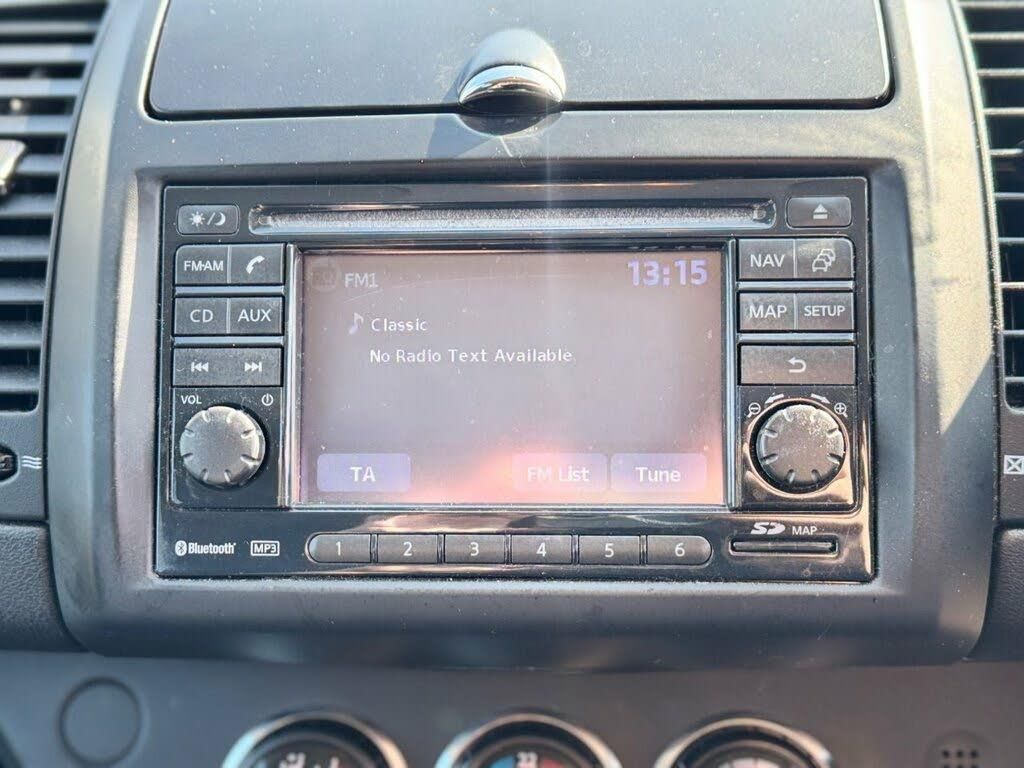 FM1 13:15
FM·AM
NAV
Classic
CD AUX
MAP SETUP
No Radio Text Available
VOL
TA FM List Tune
SD MAP
Bluetooth MP3 1 2 3 4 5 6
22